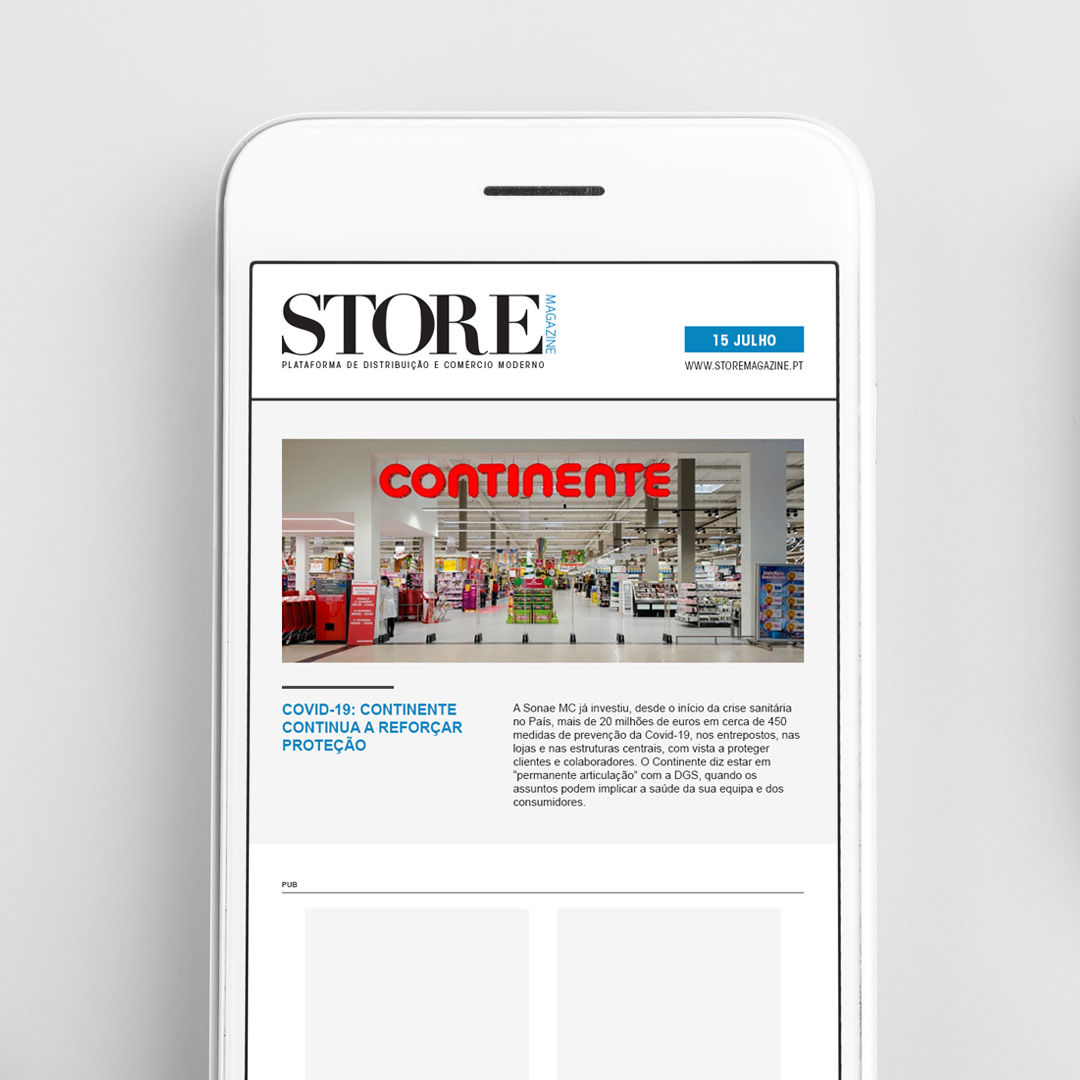 STORE MAGAZINE
PLATAFORMA DE DISTRIBUIÇÃO E COMÉRCIO MODERNO
15 JULHO
WWW.STOREMAGAZINE.PT
CONTINENTE
COVID-19: CONTINENTE
CONTINUA A REFORÇAR
PROTEÇÃO
A Sonae MC já investiu, desde o início da crise sanitária
no País, mais de 20 milhões de euros em cerca de 450
medidas de prevenção da Covid-19, nos entrepostos, nas
lojas e nas estruturas centrais, com vista a proteger
clientes e colaboradores. O Continente diz estar em
“permanente articulação” com a DGS, quando os
assuntos podem implicar a saúde da sua equipa e dos
consumidores.
PUB